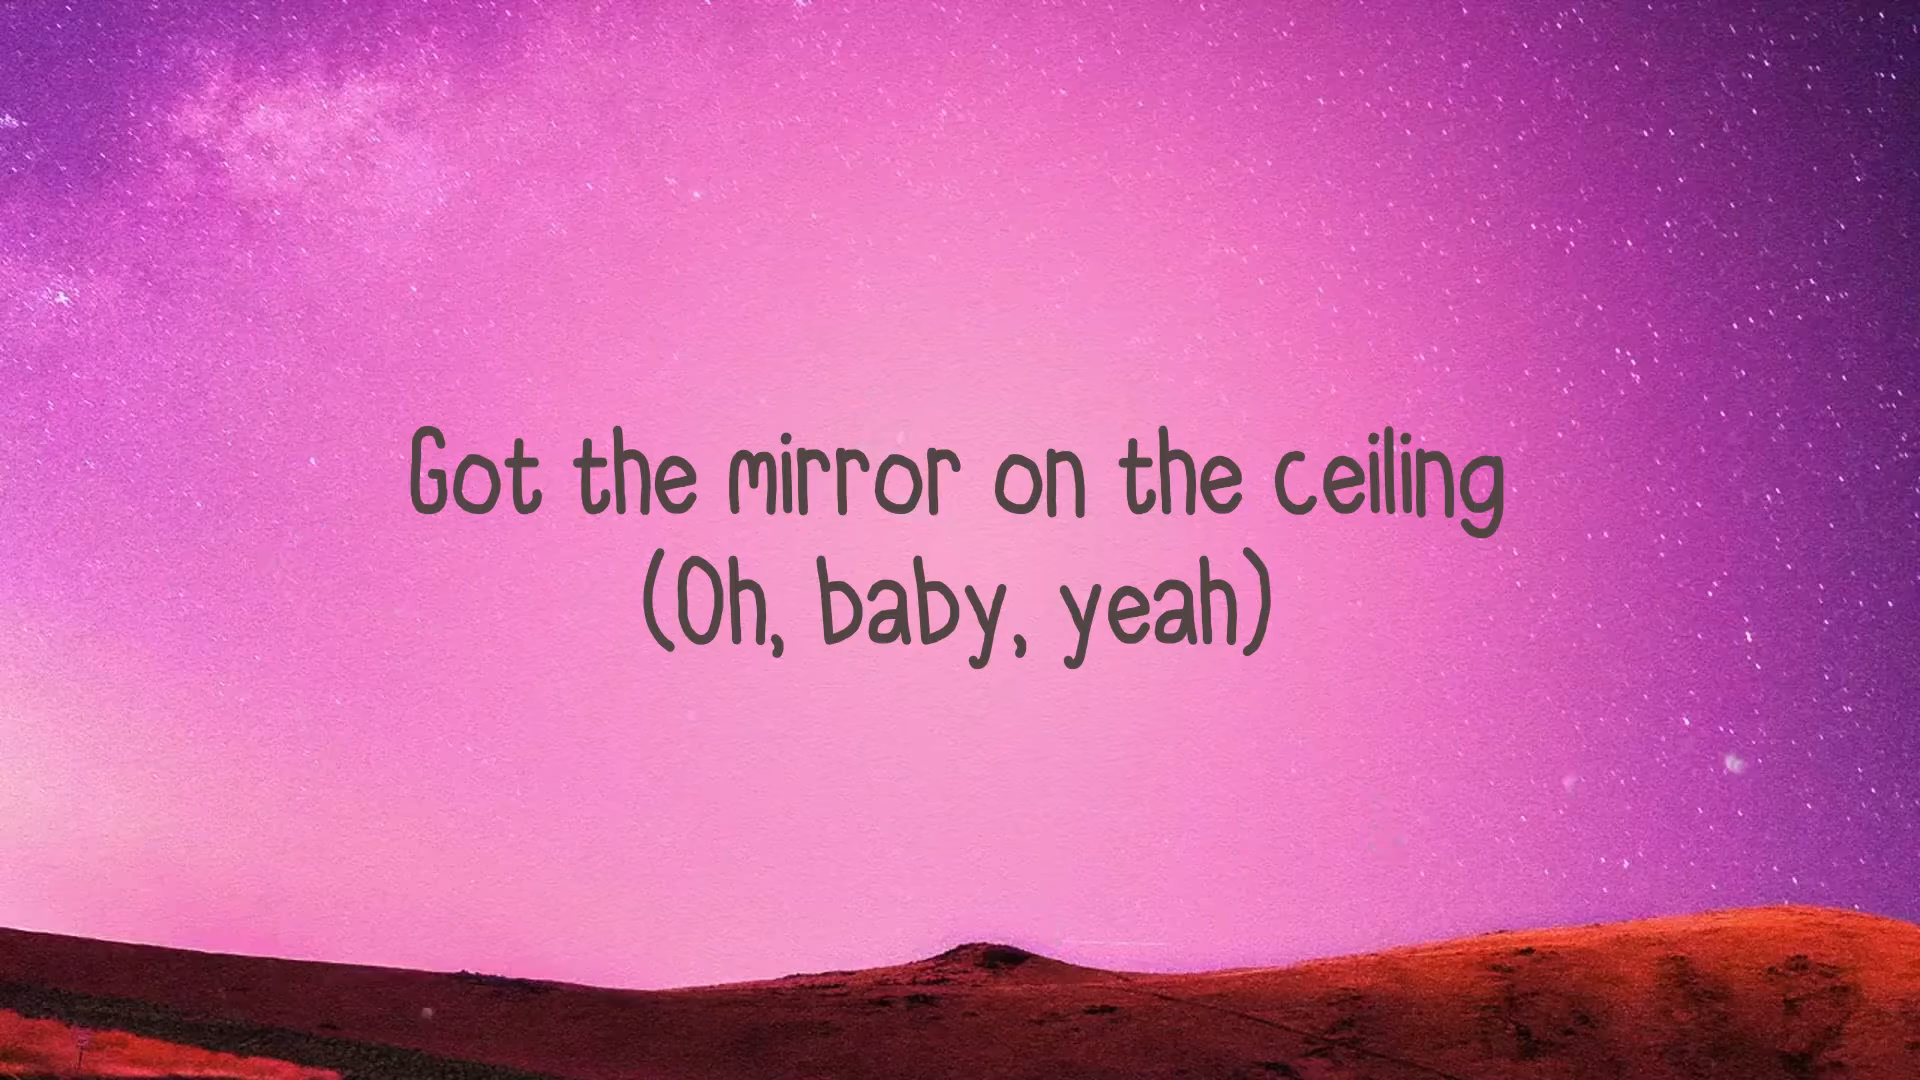 Got the mirror on the ceiling
(Oh, baby, yeah)